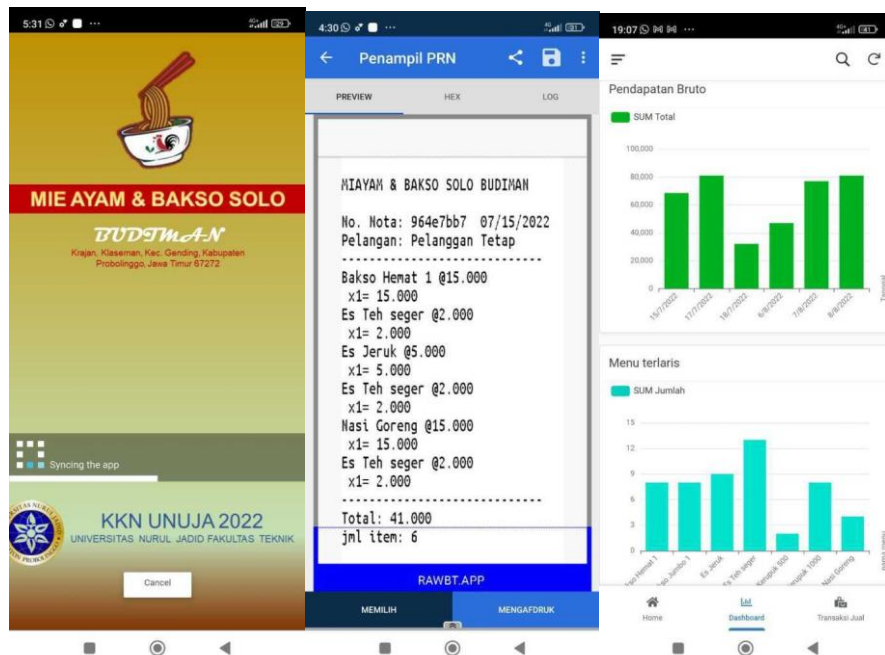 5:31
MIE AYAM & BAKSO SOLO
BUDIMAN
Krajan, Klaseman, Kec. Gending, Kabupaten
Probolinggo, Jawa Timur 67272
Syncing the app
KKN UNUJA 2022
UNIVERSITAS NURUL JADID FAKULTAS TEKNIK
Cancel
4:30
Penampil PRN
PREVIEW HEX LOG
MIAYAM & BAKSO SOLO BUDIMAN
No. Nota: 964e7bb7 07/15/2022
Pelangan: Pelanggan Tetap
Bakso Hemat 1 @15.000
x1= 15.000
Es Teh seger @2.000
x1= 2.000
Es Jeruk @5.000
x1= 5.000
Es Teh seger @2.000
x1= 2.000
Nasi Goreng @15.000
x1= 15.000
Es Teh seger @2.000
x1= 2.000
Total: 41.000
jml item: 6
RAWBT.APP
MEMILIH MENGAFDRUK
19:07
Pendapatan Bruto
SUM Total
100,000
80,000
60,000
40,000
20,000
0
15/7/2022 17/7/2022 18/7/2022 6/8/2022 7/8/2022 8/8/2022
Menu terlaris
SUM Jumlah
15
12
9
6
3
0
Hemat 1 Jumbo 1 Es Jeruk Es Teh seger Kerupuk 500 1000 Nasi Goreng
Home Dashboard Transaksi Jual